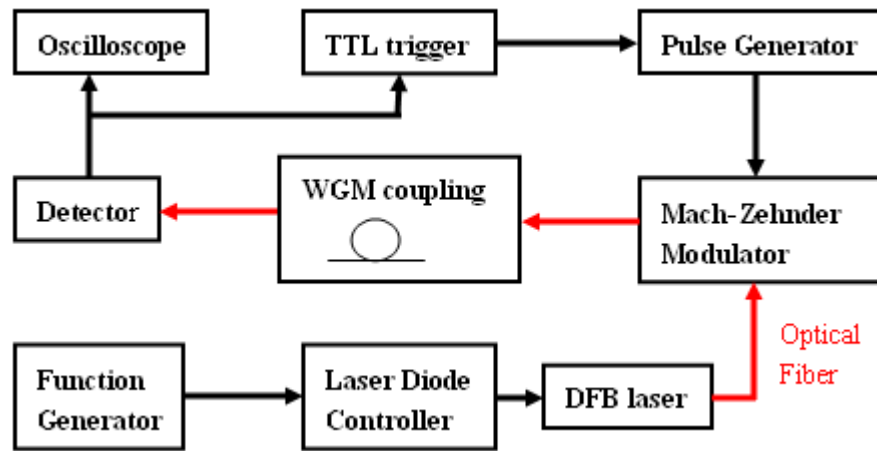 Oscilloscope
TTL trigger
Pulse Generator
Detector
WGM coupling
Mach-Zehnder
Modulator
Optical
Fiber
Function
Generator
Laser Diode
Controller
DFB laser